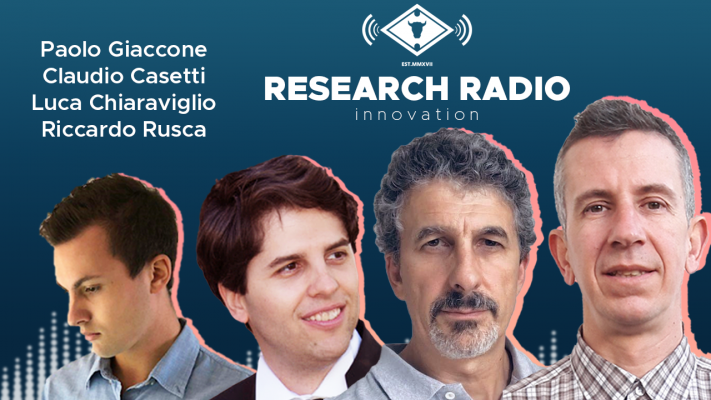 Paolo Giaccone
Claudio Casetti
Luca Chiaraviglio
Riccardo Rusca
EST.MMXVII
RESEARCH RADIO
innovation